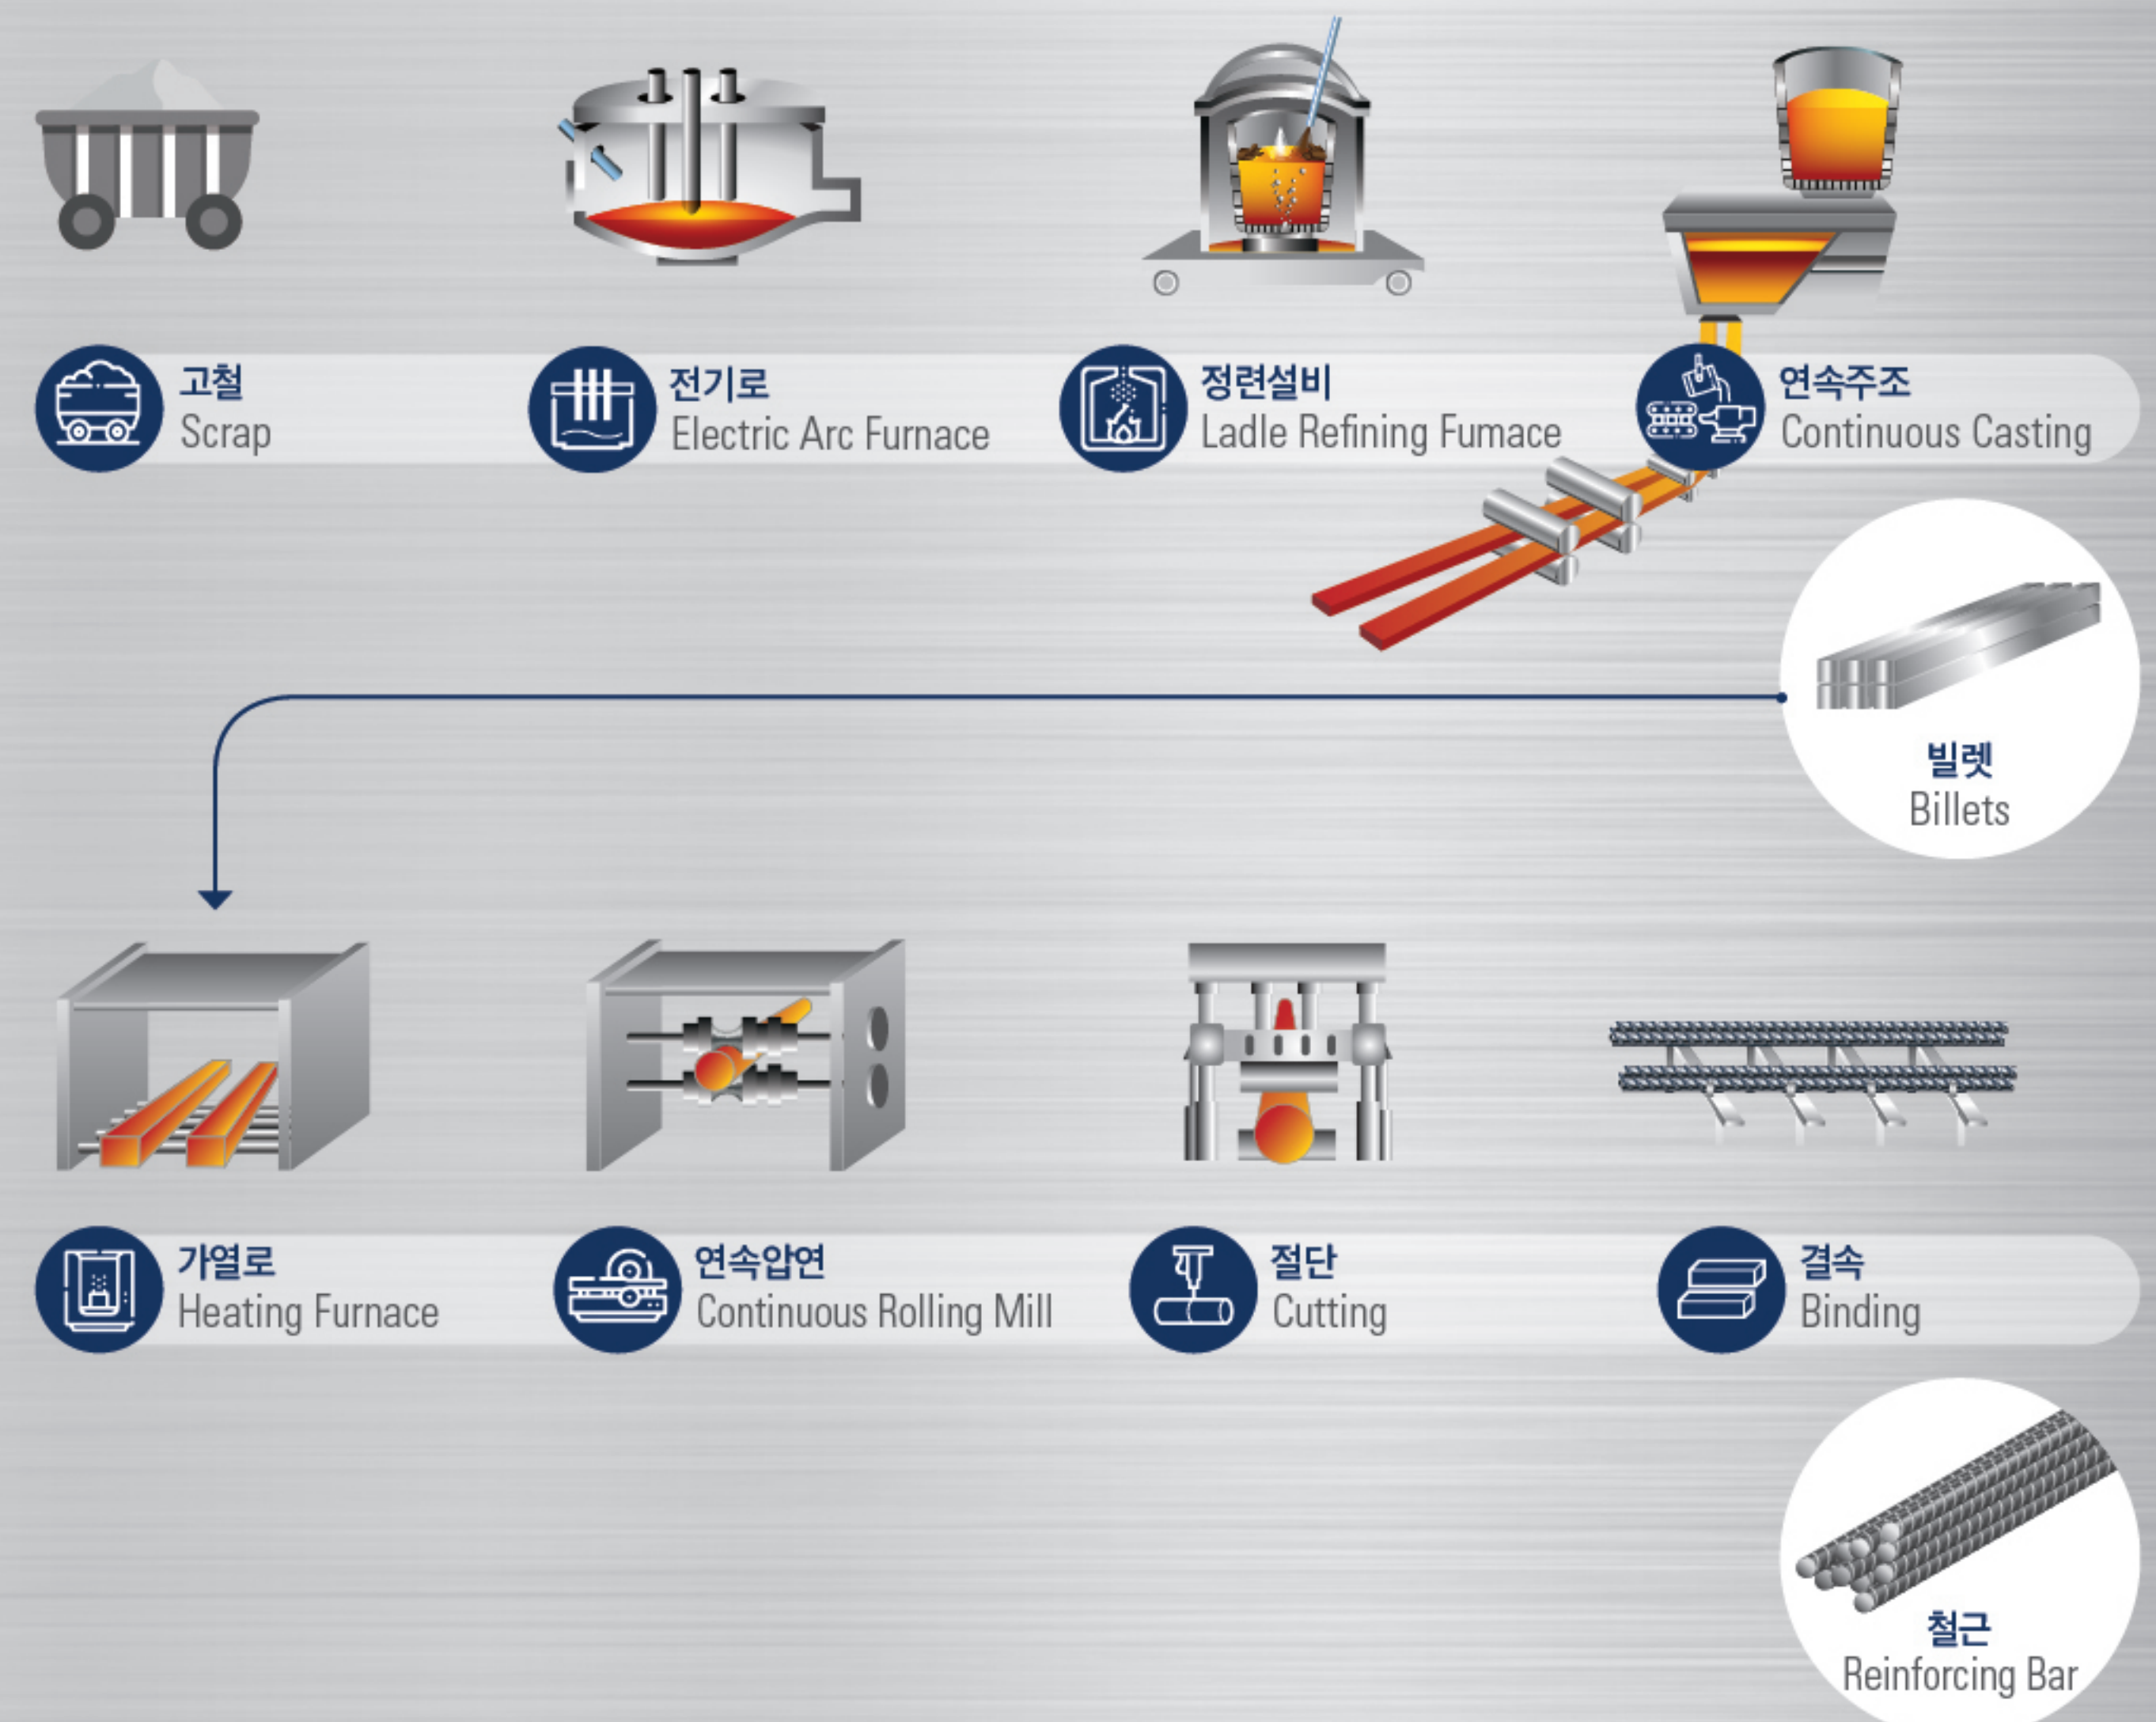 고철
Scrap
전기로
Electric Arc Furnace
정련설비
Ladle Refining Fumace
연속주조
Continuous Casting
빌렛
Billets
가열로
Heating Furnace
연속압연
Continuous Rolling Mill
절단
Cutting
결속
Binding
철근
Reinforcing Bar